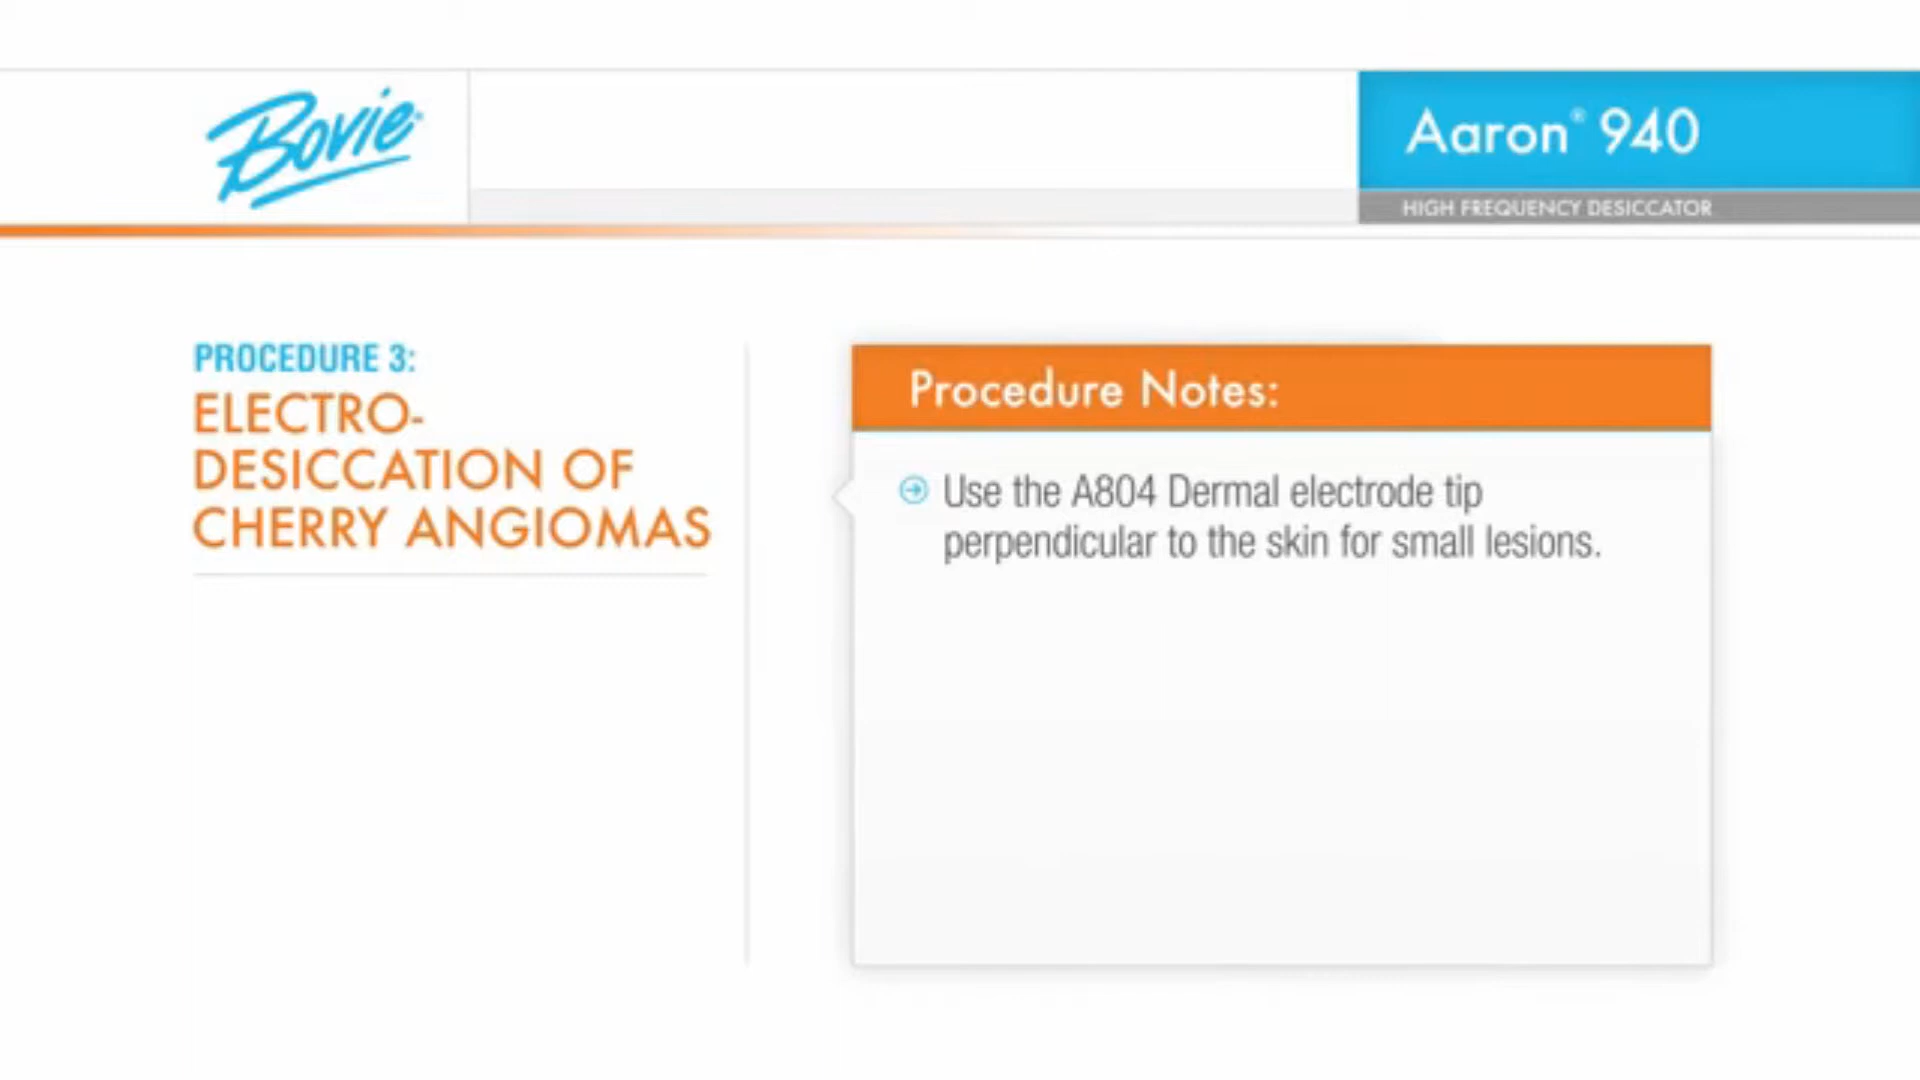 Bovie®
Aaron® 940
HIGH FREQUENCY DESICCATOR
PROCEDURE 3:
ELECTRO-
DESICCATION OF
CHERRY ANGIOMAS
Procedure Notes:
Use the A804 Dermal electrode tip
perpendicular to the skin for small lesions.